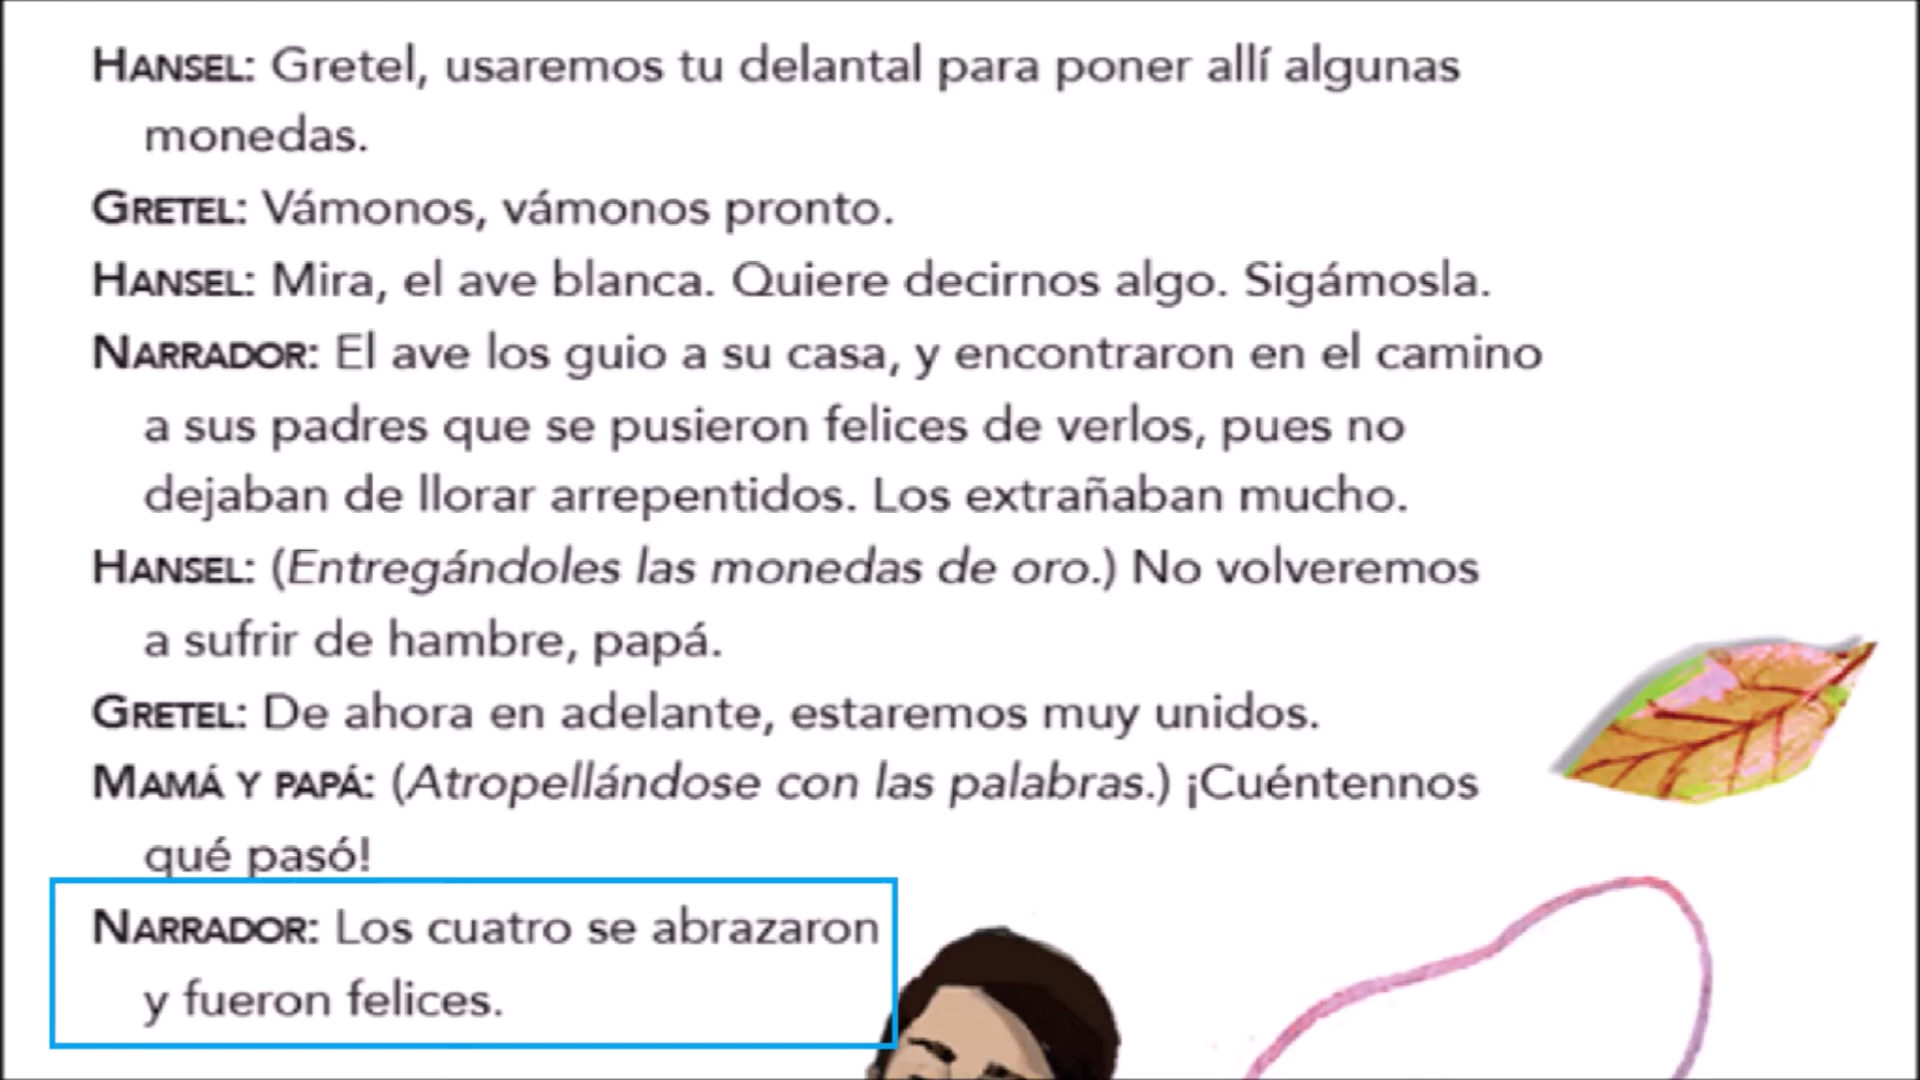 HANSEL: Gretel, usaremos tu delantal para poner allí algunas
monedas.
GRETEL: Vámonos, vámonos pronto.
HANSEL: Mira, el ave blanca. Quiere decirnos algo. Sigámosla.
NARRADOR: El ave los guio a su casa, y encontraron en el camino
a sus padres que se pusieron felices de verlos, pues no
dejaban de llorar arrepentidos. Los extrañaban mucho.
HANSEL: (Entregándoles las monedas de oro.) No volveremos
a sufrir de hambre, papá.
GRETEL: De ahora en adelante, estaremos muy unidos.
MAMÁ Y PAPÁ: (Atropellándose con las palabras.) ¡Cuéntennos
qué pasó!
NARRADOR: Los cuatro se abrazaron
y fueron felices.